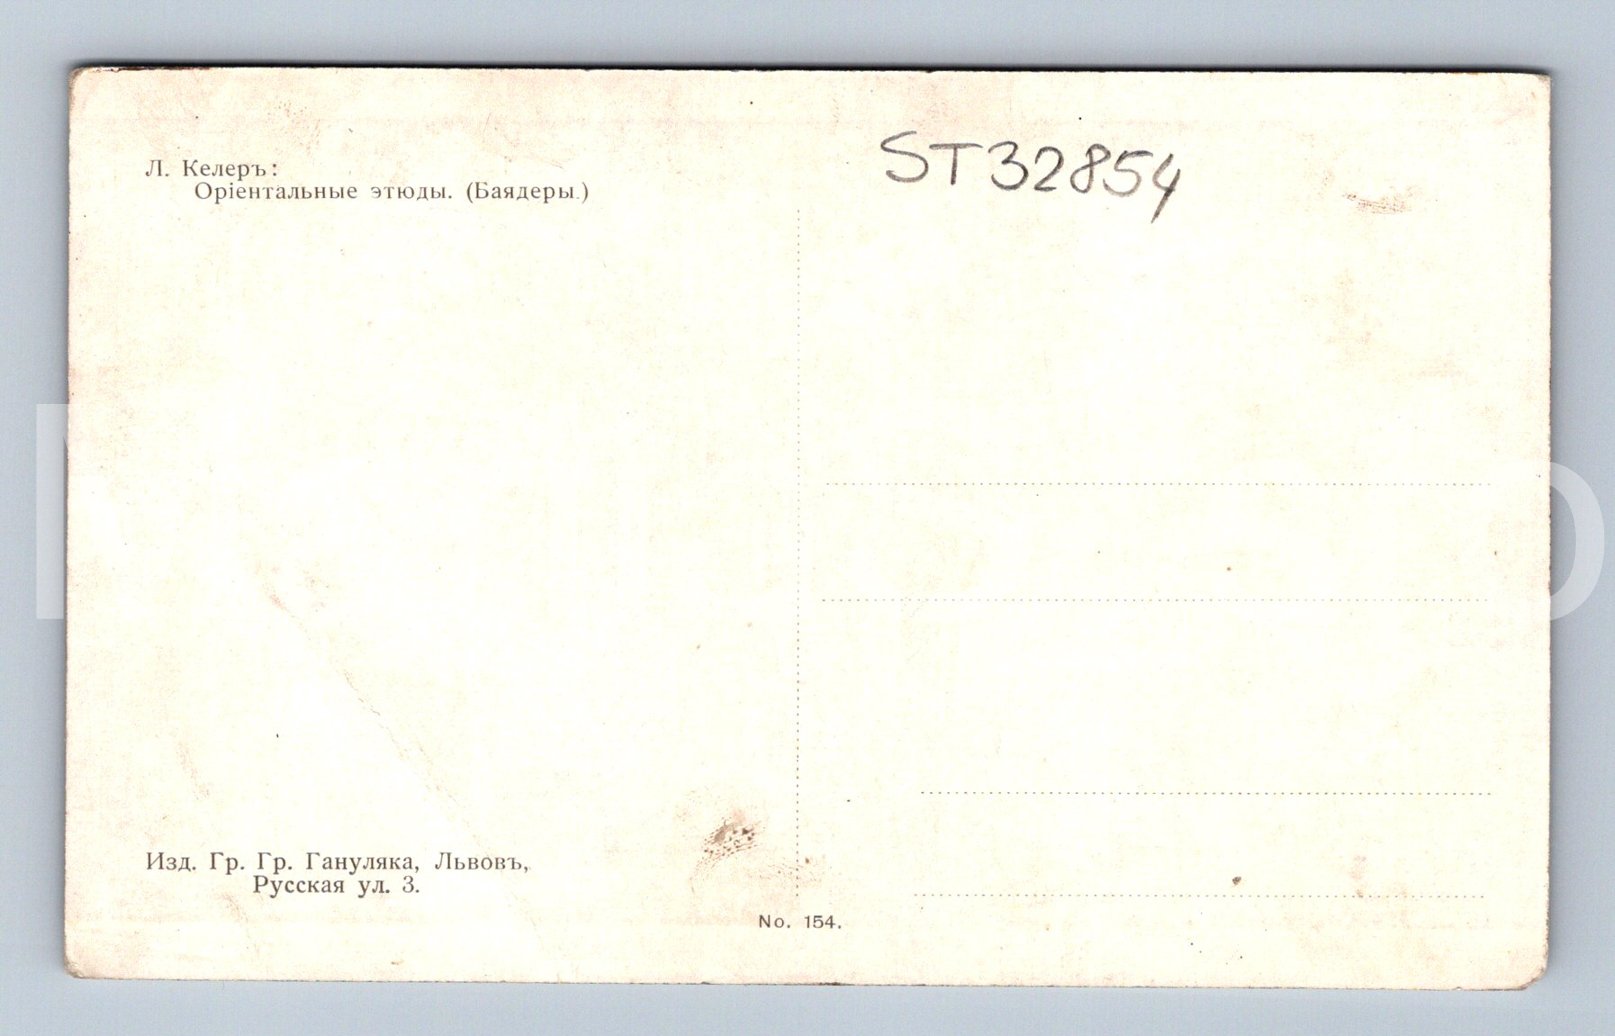 Л. Келеръ:
Оріентальные этюды. (Баядеры.)
ST32854
Изд. Гр. Гр. Гануляка, Львовъ,
Русская ул. 3.
No. 154.